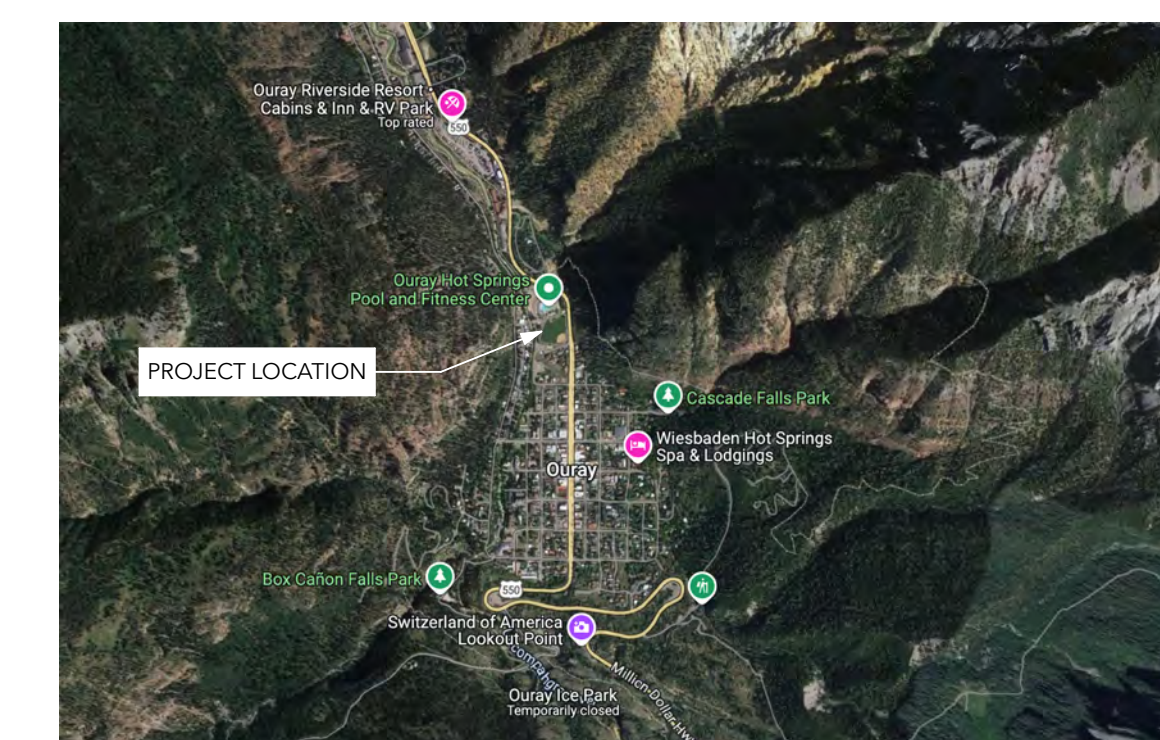 Ouray Riverside Resort -
Cabins & Inn & RV Park
Top rated
550
Ouray Hot Springs
Pool and Fitness Center
PROJECT LOCATION
Cascade Falls Park
Wiesbaden Hot Springs
Spa & Lodgings
Ouray
Box Cañon Falls Park
550
Switzerland of America
Lookout Point
Million-Dollar-Hwy
Ouray Ice Park
Temporarily closed